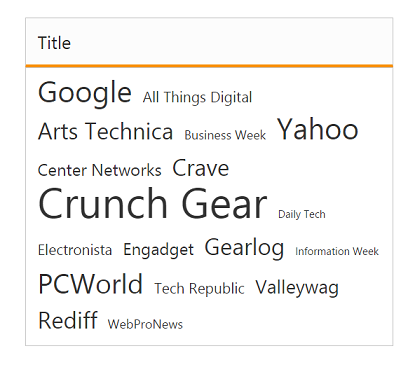 Title
Google All Things Digital
Arts Technica Business Week Yahoo
Center Networks Crave
Crunch Gear Daily Tech
Electronista Engadget Gearlog Information Week
PCWorld Tech Republic Valleywag
Rediff WebProNews